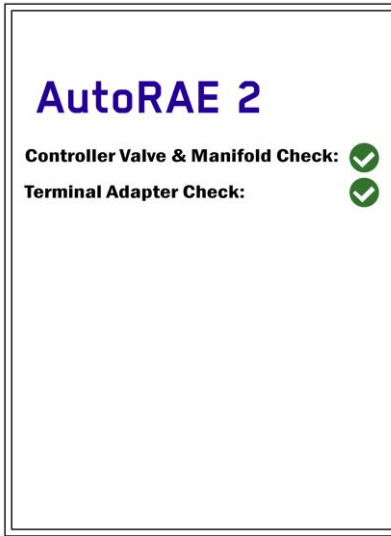 AutoRAE 2
Controller Valve & Manifold Check:
Terminal Adapter Check: